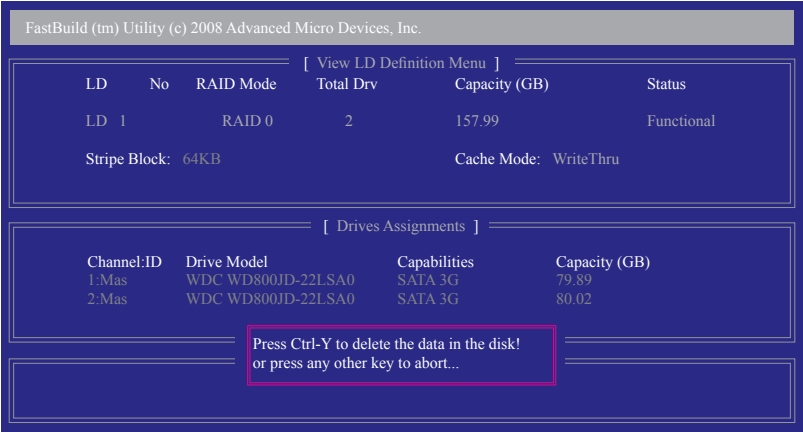 FastBuild (tm) Utility (c) 2008 Advanced Micro Devices, Inc.
[ View LD Definition Menu ]
LD No RAID Mode Total Drv Capacity (GB) Status
LD 1 RAID 0 2 157.99 Functional
Stripe Block: 64KB Cache Mode: WriteThru
[ Drives Assignments ]
Channel:ID Drive Model Capabilities Capacity (GB)
1:Mas WDC WD800JD-22LSA0 SATA 3G 79.89
2:Mas WDC WD800JD-22LSA0 SATA 3G 80.02
Press Ctrl-Y to delete the data in the disk!
or press any other key to abort...